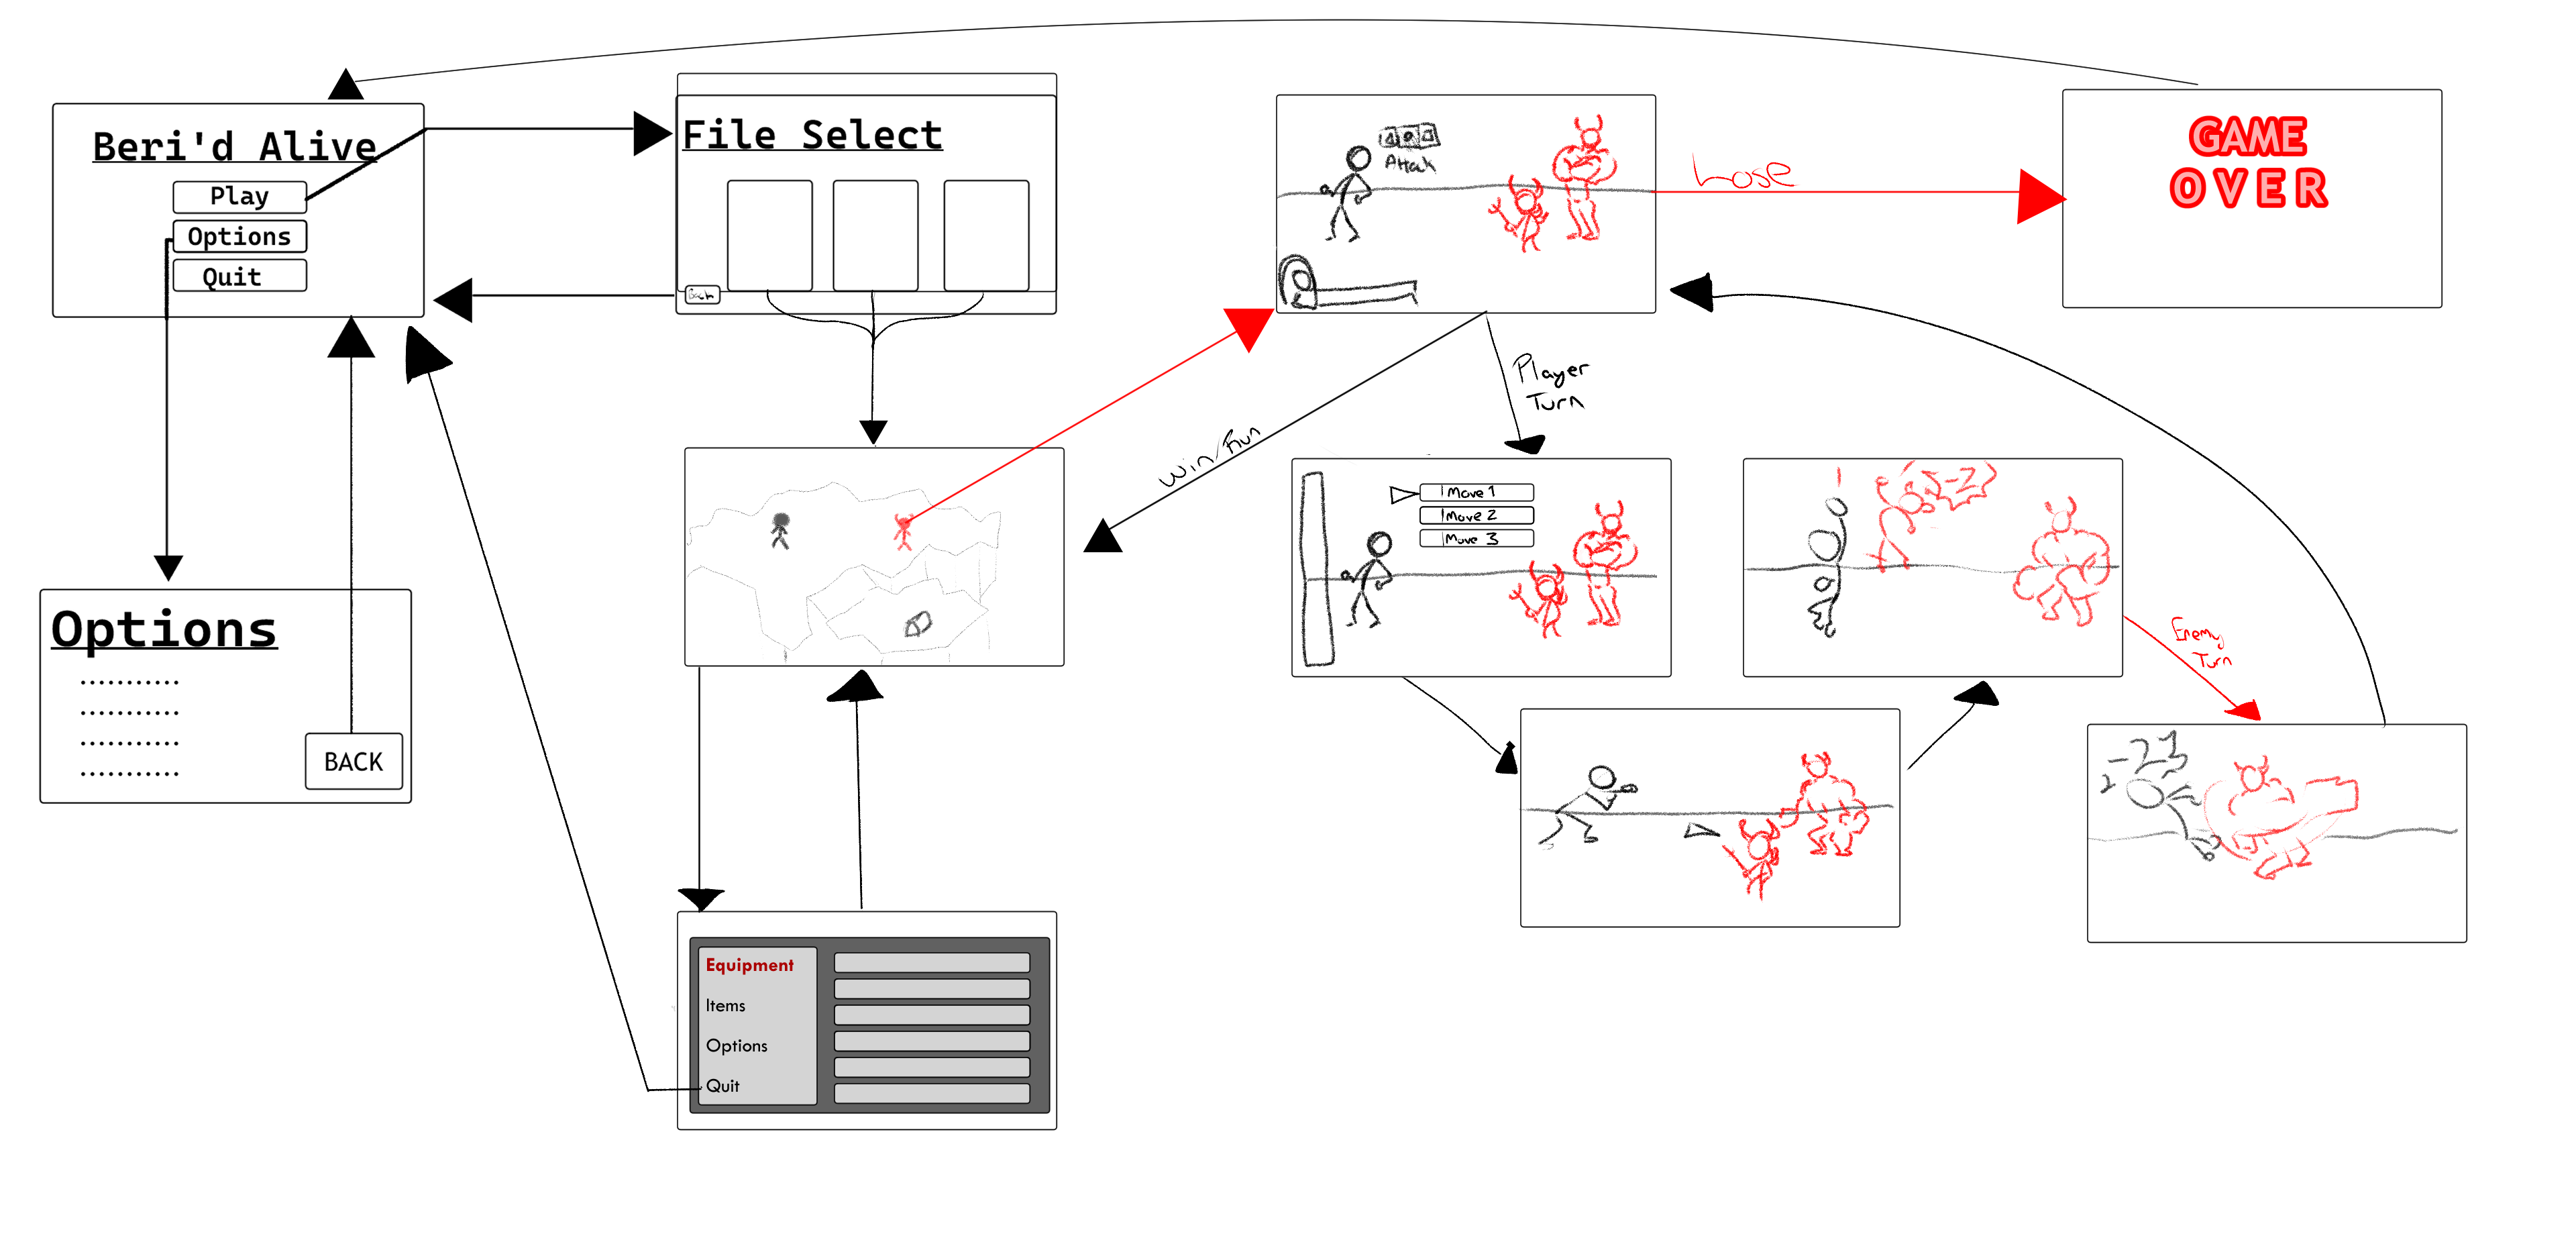 Beri'd Alive
Play
Options
Quit
File Select
Back
Attack
Lose
GAME
OVER
Win/Run
Player
Turn
Move 1
Move 2
Move 3
-2
Enemy
Turn
-23
Options
...........
...........
...........
...........
BACK
Equipment
Items
Options
Quit